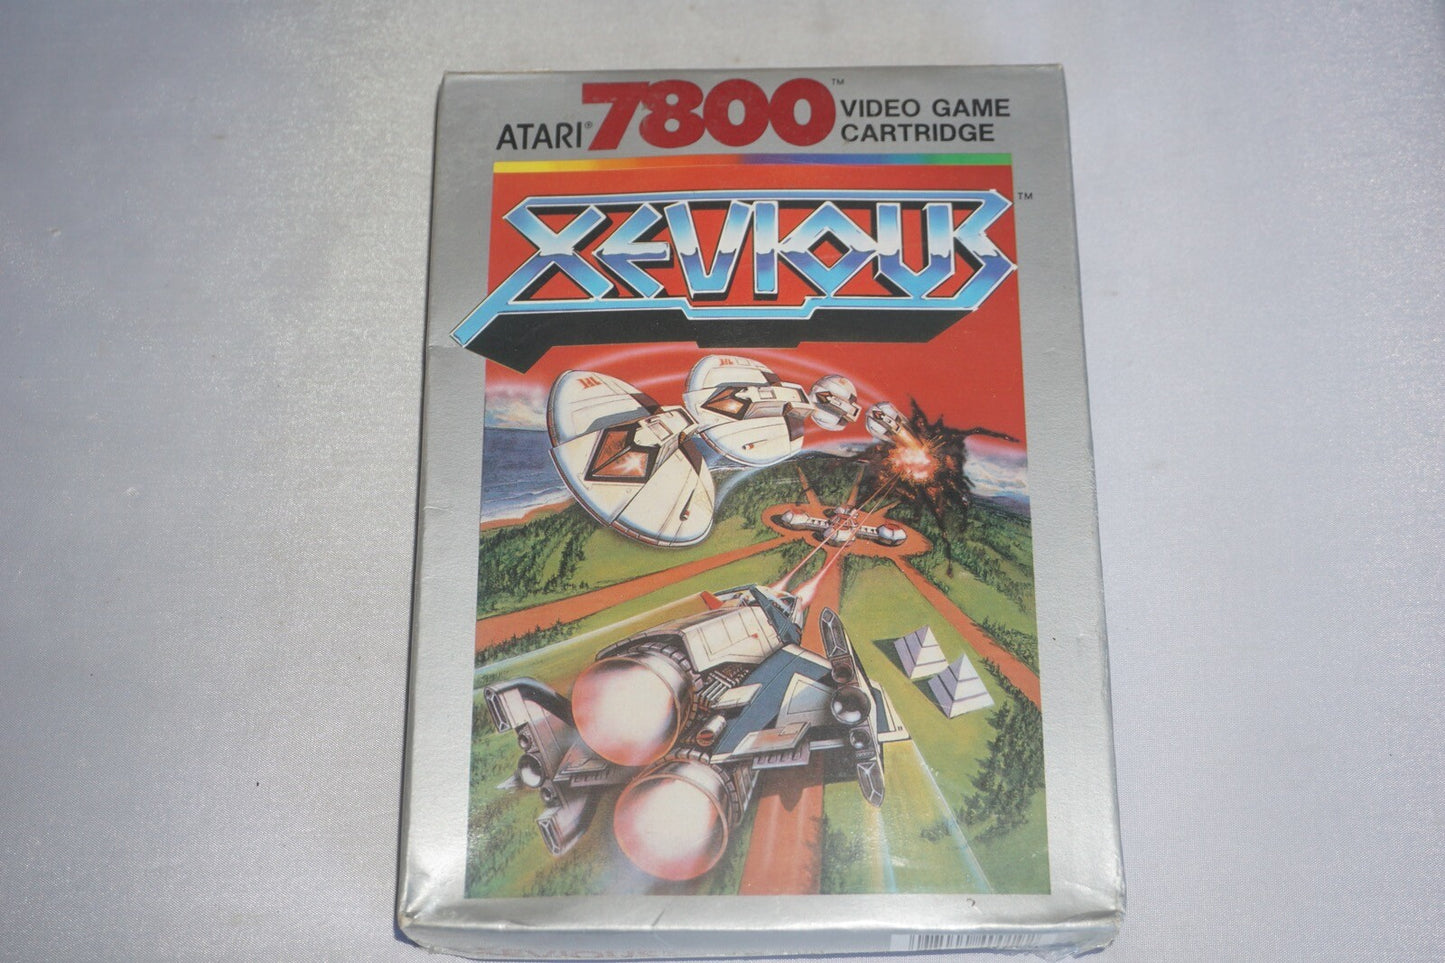 ATARI® 7800™ VIDEO GAME
CARTRIDGE
XEVIOUS™